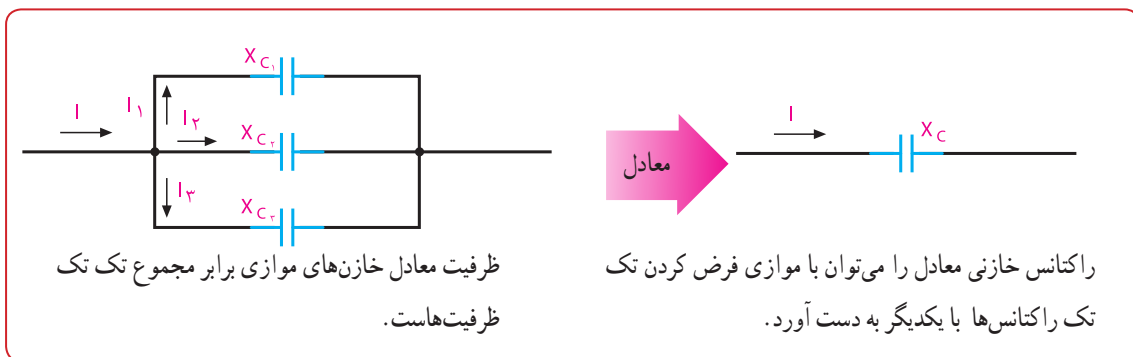 X C۱
I
I۱
I۲
X C۲
I۳
X C۳
معادل
I
X C
ظرفیت معادل خازن‌های موازی برابر مجموع تک تک
ظرفیت‌هاست.
راکتانس خازنی معادل را می‌توان با موازی فرض کردن تک
تک راکتانس‌ها با یکدیگر به دست آورد.